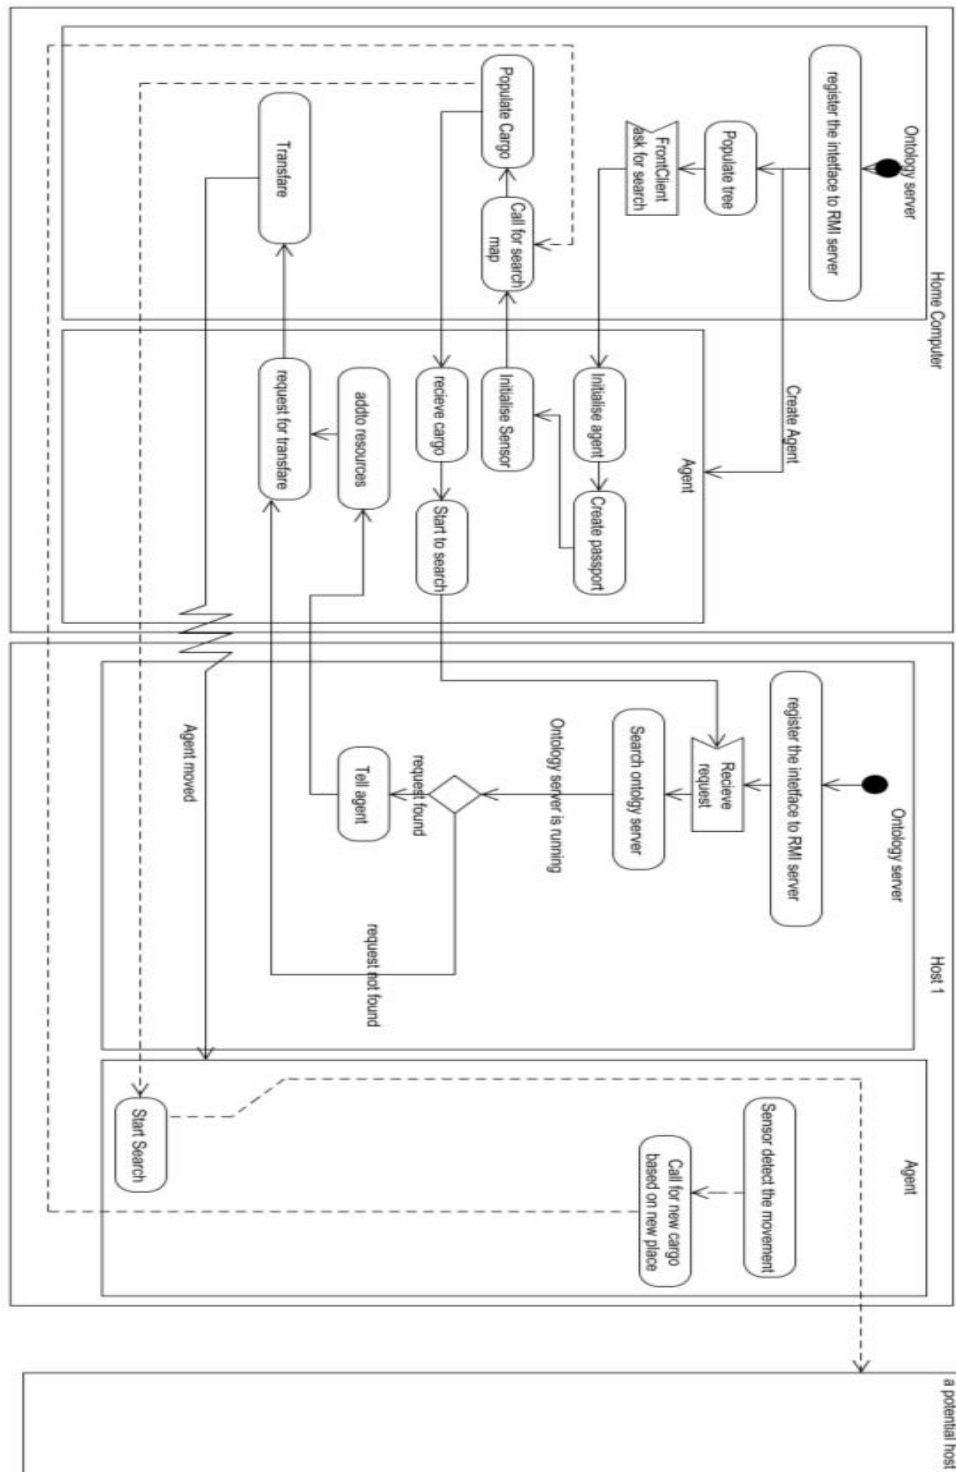 Home Computer
Ontology server
register the intetface to RMI server
Populate tree
FrontClient
ask for search
Call for search
map
Populate Cargo
Transfare
Create Agent
Agent
Initialise agent
Create passport
Initialise Sensor
recieve cargo
Start to search
addto resources
request for transfare
Host 1
Ontology server
register the intetface to RMI server
Recieve
request
Search ontolgy server
Ontology server is running
request found
Tell agent
request not found
Agent moved
Agent
Sensor detect the movement
Call for new cargo
based on new place
Start Search
a potential host